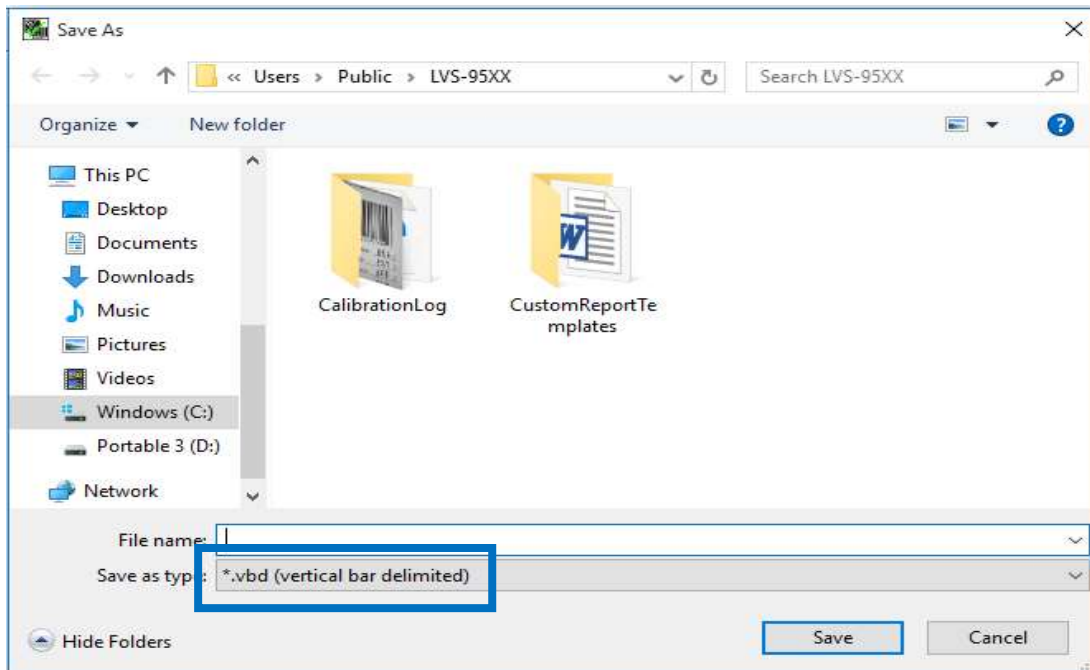 Save As
« Users > Public > LVS-95XX
Search LVS-95XX
Organize
New folder
This PC
Desktop
Documents
Downloads
Music
Pictures
Videos
Windows (C:)
Portable 3 (D:)
Network
CalibrationLog
CustomReportTe
mplates
File name:
Save as type: *.vbd (vertical bar delimited)
Hide Folders
Save
Cancel